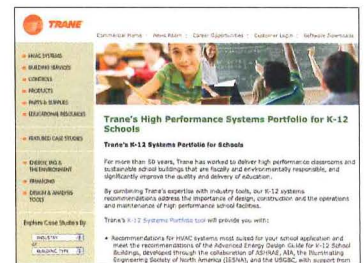 TRANE
Commercial Home : News Room : Career Opportunities : Customer Login : Software Downloads
HVAC SYSTEMS
BUILDING SERVICES
CONTROLS
PRODUCTS
PARTS & SUPPLIES
EDUCATIONAL RESOURCES
FEATURED CASE STUDIES
ENERGY, IAQ &
THE ENVIRONMENT
FINANCING
DESIGN & ANALYSIS
TOOLS
Explore Case Studies By
INDUSTRY
or
BUILDING TYPE
Trane's High Performance Systems Portfolio for K-12
Schools
Trane's K-12 Systems Portfolio for Schools
For more than 50 years, Trane has worked to deliver high performance classrooms and
sustainable school buildings that are fiscally and environmentally responsible, and
significantly improve the quality and delivery of education.
By combining Trane's expertise with industry tools, our K-12 systems
recommendations address the importance of design, construction and the operations
and maintenance of high performance school facilities.
Trane's K-12 Systems Portfolio tool will provide you with:
• Recommendations for HVAC systems most suited for your school application and
meet the recommendations of the Advanced Energy Design Guide for K-12 School
Buildings, developed through the collaboration of ASHRAE, AIA, the Illuminating
Engineering Society of North America (IESNA), and the USGBC, with support from